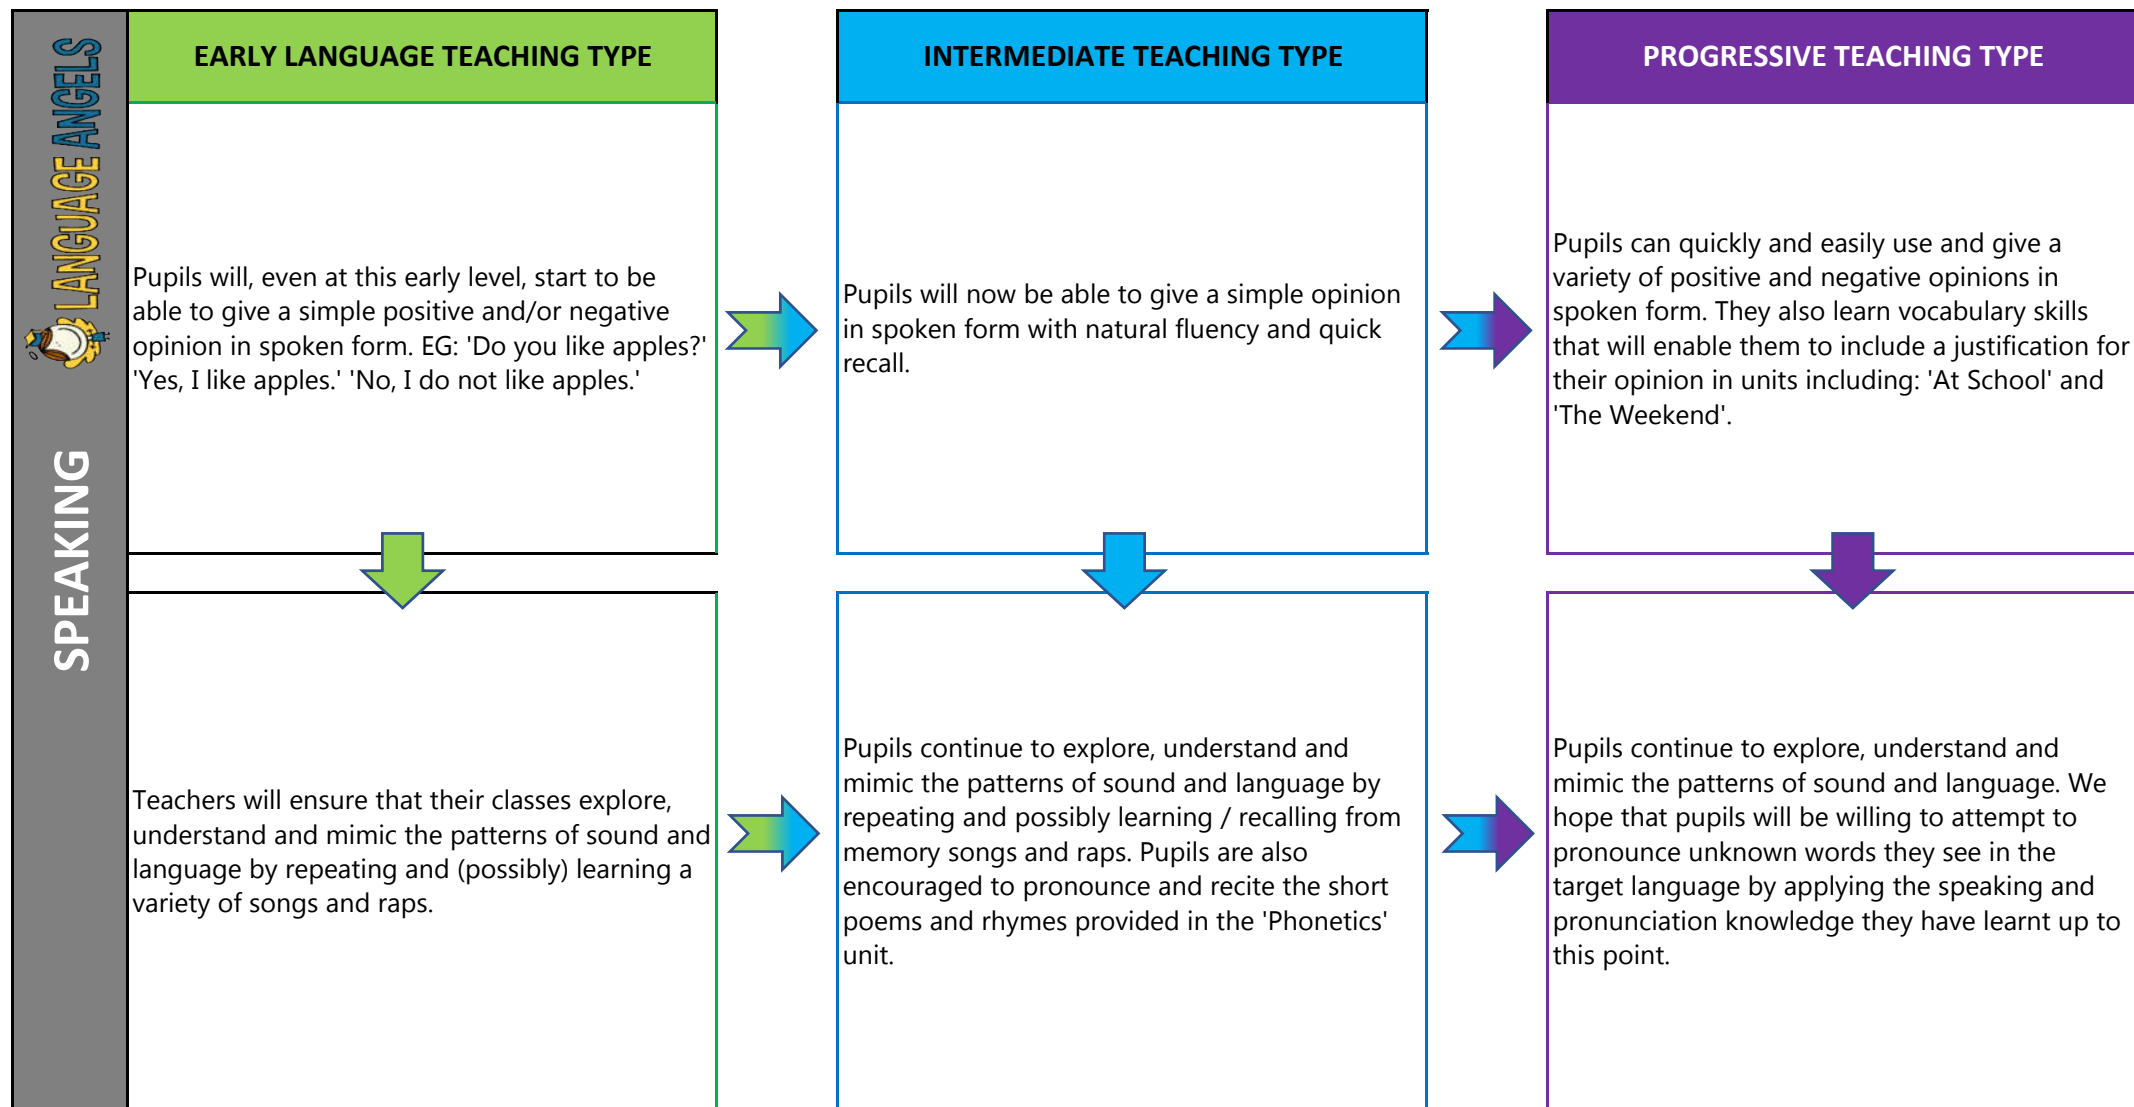 LANGUAGE ANGELS
SPEAKING
EARLY LANGUAGE TEACHING TYPE
INTERMEDIATE TEACHING TYPE
PROGRESSIVE TEACHING TYPE
Pupils will, even at this early level, start to be
able to give a simple positive and/or negative
opinion in spoken form. EG: 'Do you like apples?'
'Yes, I like apples.' 'No, I do not like apples.'
Pupils will now be able to give a simple opinion
in spoken form with natural fluency and quick
recall.
Pupils can quickly and easily use and give a
variety of positive and negative opinions in
spoken form. They also learn vocabulary skills
that will enable them to include a justification for
their opinion in units including: 'At School' and
'The Weekend'.
Teachers will ensure that their classes explore,
understand and mimic the patterns of sound and
language by repeating and (possibly) learning a
variety of songs and raps.
Pupils continue to explore, understand and
mimic the patterns of sound and language by
repeating and possibly learning / recalling from
memory songs and raps. Pupils are also
encouraged to pronounce and recite the short
poems and rhymes provided in the 'Phonetics'
unit.
Pupils continue to explore, understand and
mimic the patterns of sound and language. We
hope that pupils will be willing to attempt to
pronounce unknown words they see in the
target language by applying the speaking and
pronunciation knowledge they have learnt up to
this point.